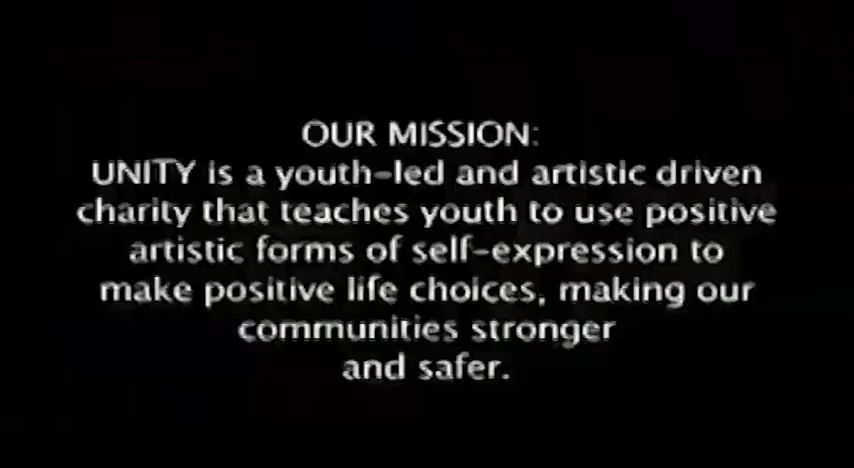 OUR MISSION:
UNITY is a youth-led and artistic driven
charity that teaches youth to use positive
artistic forms of self-expression to
make positive life choices, making our
communities stronger
and safer.